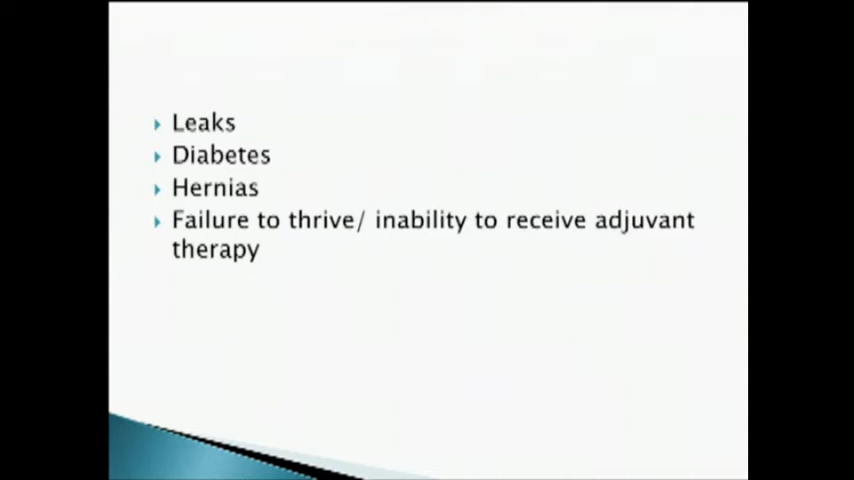 Leaks
Diabetes
Hernias
Failure to thrive/ inability to receive adjuvant
therapy